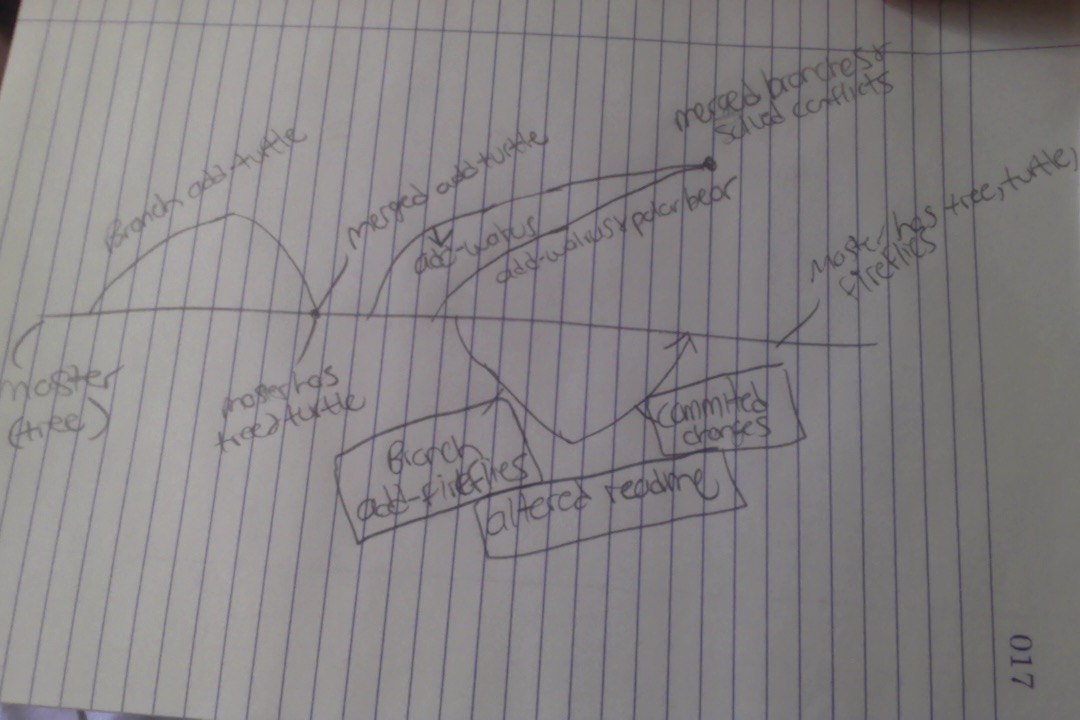 Branch add-turtle
merged add turtle
merged branches &
solved conflicts
add-walrus
add-walrus & polar bear
Master has tree, turtle,
fireflies
master
(tree)
master has
tree & turtle
Branch
add-fireflies
altered readme
Commited
changes
017